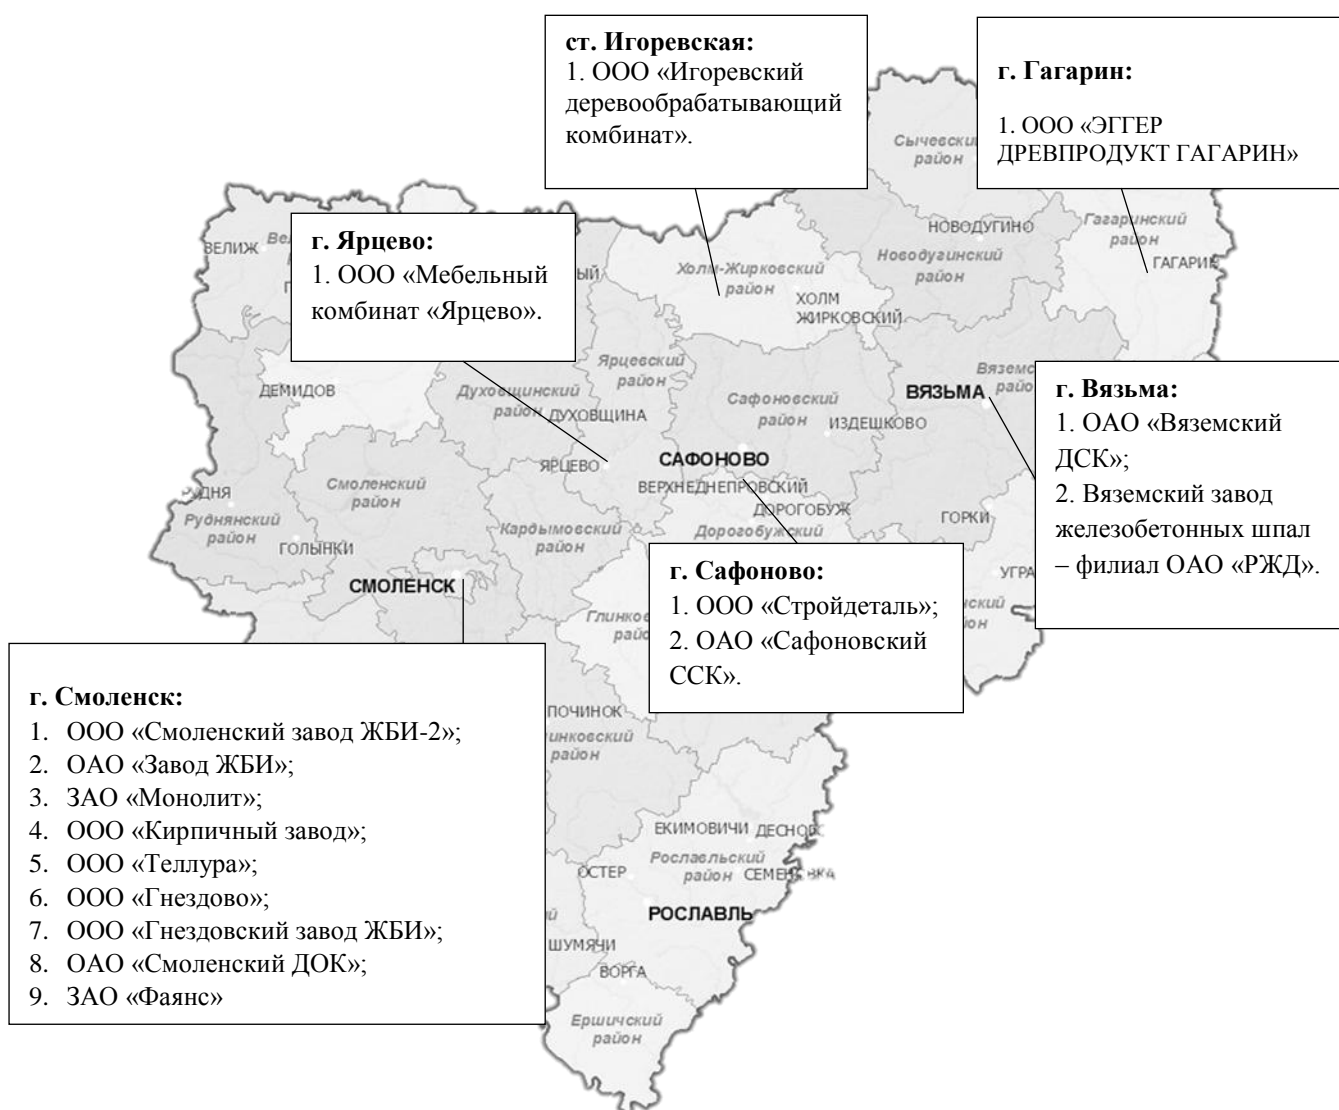 ст. Игоревская:
1. ООО «Игоревский
деревообрабатывающий
комбинат».
г. Гагарин:
1. ООО «ЭГГЕР
ДРЕВПРОДУКТ ГАГАРИН»
Сычевский
район
г. Ярцево:
1. ООО «Мебельный
комбинат «Ярцево».
ВЕЛИЖ
НОВОДУГИНО
Новодугинский
район
Гагаринский
район
ГАГАРИН
Холм-Жирковский
район
ХОЛМ
ЖИРКОВСКИЙ
ДЕМИДОВ
Духовщинский
район
ДУХОВЩИНА
Ярцевский
район
Сафоновский
район
ИЗДЕШКОВО
ВЯЗЬМА
район
г. Вязьма:
1. ОАО «Вяземский
ДСК»;
2. Вяземский завод
железобетонных шпал
– филиал ОАО «РЖД».
ЯРЦЕВО
САФОНОВО
ВЕРХНЕДНЕПРОВСКИЙ
ДОРОГОБУЖ
Дорогобужский
ГОРКИ
УГРА
Смоленский
район
РУДНЯ
Руднянский
район
ГОЛЫНКИ
Кардымовский
район
СМОЛЕНСК
г. Сафоново:
1. ООО «Стройдеталь»;
2. ОАО «Сафоновский
ССК».
г. Смоленск:
1. ООО «Смоленский завод ЖБИ-2»;
2. ОАО «Завод ЖБИ»;
3. ЗАО «Монолит»;
4. ООО «Кирпичный завод»;
5. ООО «Теллура»;
6. ООО «Гнездово»;
7. ООО «Гнездовский завод ЖБИ»;
8. ОАО «Смоленский ДОК»;
9. ЗАО «Фаянс»
ПОЧИНОК
район
ЕКИМОВИЧИ
Рославльский
район
ОСТЕР
РОСЛАВЛЬ
ШУМЯЧИ
ВОРГА
Ершичский
район